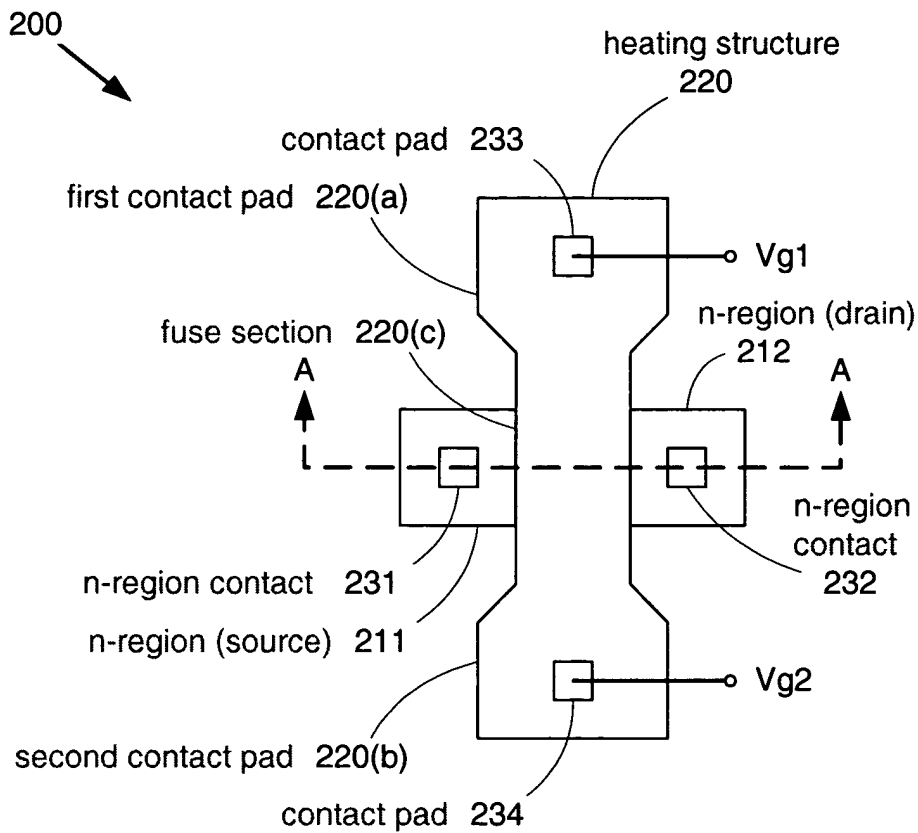 200
heating structure
220
contact pad 233
first contact pad 220(a)
Vg1
n-region (drain)
212
fuse section 220(c)
A
A
n-region
contact
232
n-region contact 231
n-region (source) 211
Vg2
second contact pad 220(b)
contact pad 234